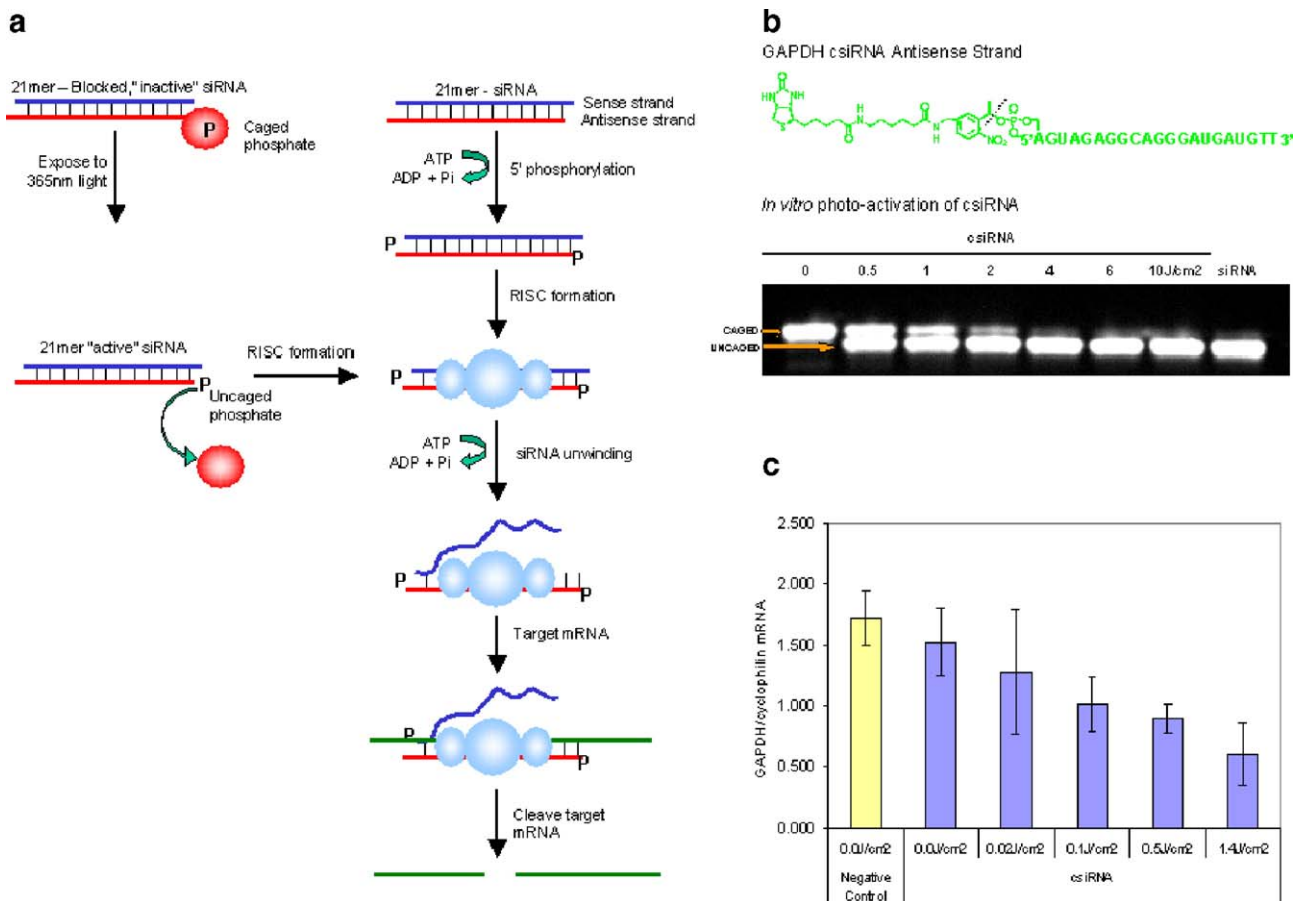 a
21mer – Blocked, "inactive" siRNA
P
Caged
phosphate
Expose to
365nm light
21mer "active" siRNA
P
Uncaged
phosphate
RISC formation
21mer - siRNA
Sense strand
Antisense strand
ATP
ADP + Pi
5' phosphorylation
P
P
RISC formation
P
P
ATP
ADP + Pi
siRNA unwinding
P
P
Target mRNA
P
P
Cleave target
mRNA
b
GAPDH csiRNA Antisense Strand
O
HN NH
S
O
N
H
O
H
N
NO₂
O
O
P
O
O
5'AGUAGAGGCAGGGAUGAUGTT 3'
In vitro photo-activation of csiRNA
csiRNA
0 0.5 1 2 4 6 10J/cm2 siRNA
CAGED
UNCAGED
c
GAPDH/cyclophilin mRNA
2.500
2.000
1.500
1.000
0.500
0.000
0.0J/cm2 0.0J/cm2 0.02J/cm2 0.1J/cm2 0.5J/cm2 1.4J/cm2
Negative
Control
csiRNA